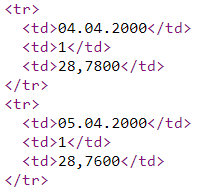 <tr>
  <td>04.04.2000</td>
  <td>1</td>
  <td>28,7800</td>
</tr>
<tr>
  <td>05.04.2000</td>
  <td>1</td>
  <td>28,7600</td>
</tr>